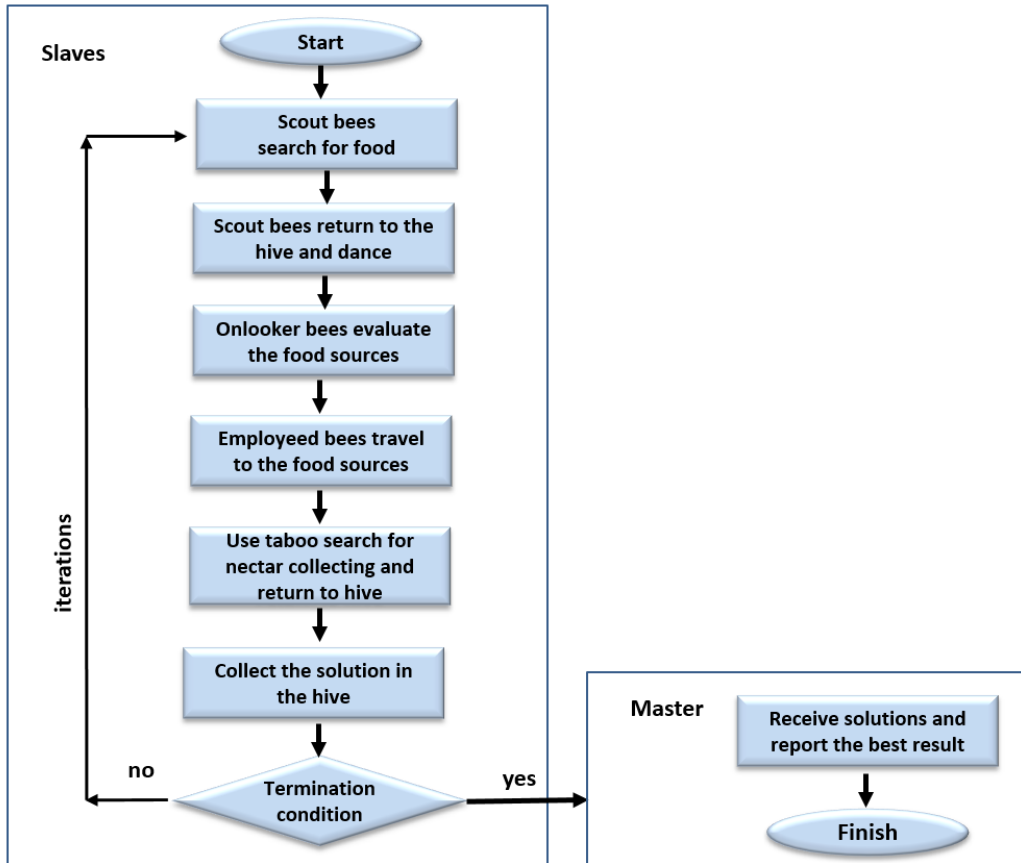 Slaves
Start
Scout bees
search for food
Scout bees return to the
hive and dance
Onlooker bees evaluate
the food sources
Employeed bees travel
to the food sources
Use taboo search for
nectar collecting and
return to hive
Collect the solution in
the hive
Termination
condition
no
iterations
yes
Master
Receive solutions and
report the best result
Finish